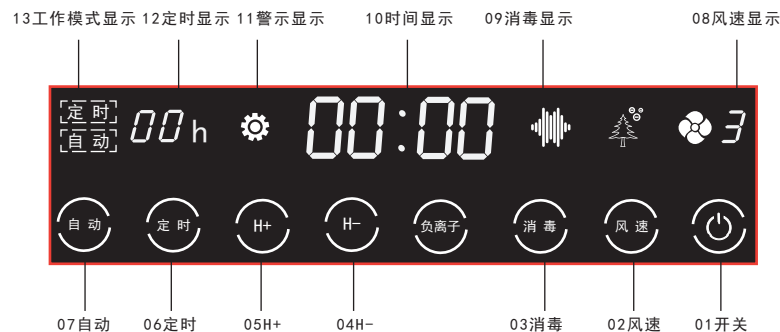 13工作模式显示 12定时显示 11警示显示 10时间显示 09消毒显示 08风速显示
定时
自动
00h 00:00 3
自动 定时 H+ H- 负离子 消毒 风速
07自动 06定时 05H+ 04H- 03消毒 02风速 01开关